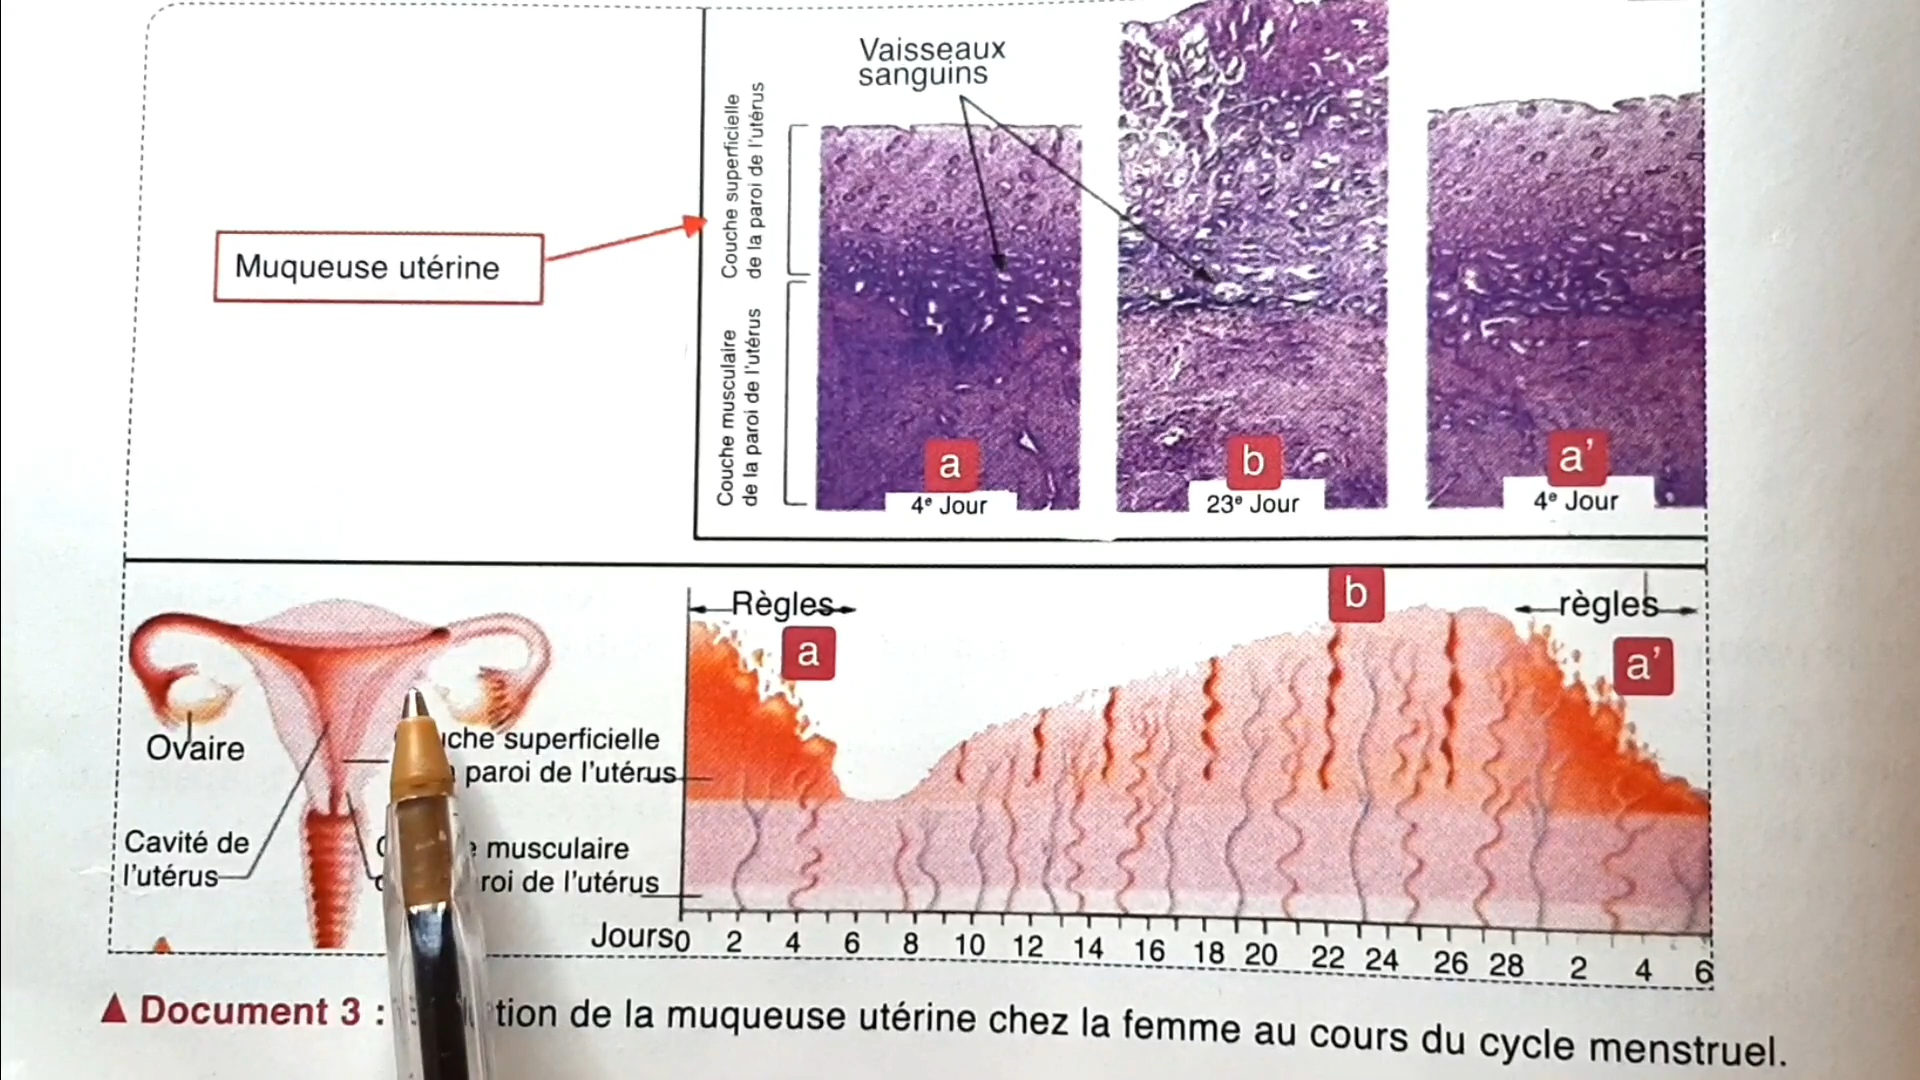 Vaisseaux
sanguins
Couche superficielle
de la paroi de l'utérus
Muqueuse utérine
Couche musculaire
de la paroi de l'utérus
a
b
a'
4e Jour
23e Jour
4e Jour
Règles
b
règles
a
a'
Ovaire
superficielle
paroi de l'utérus
Cavité de
l'utérus
musculaire
de l'utérus
Jours 0 2 4 6 8 10 12 14 16 18 20 22 24 26 28 2 4 6
▲ Document 3 : de la muqueuse utérine chez la femme au cours du cycle menstruel.